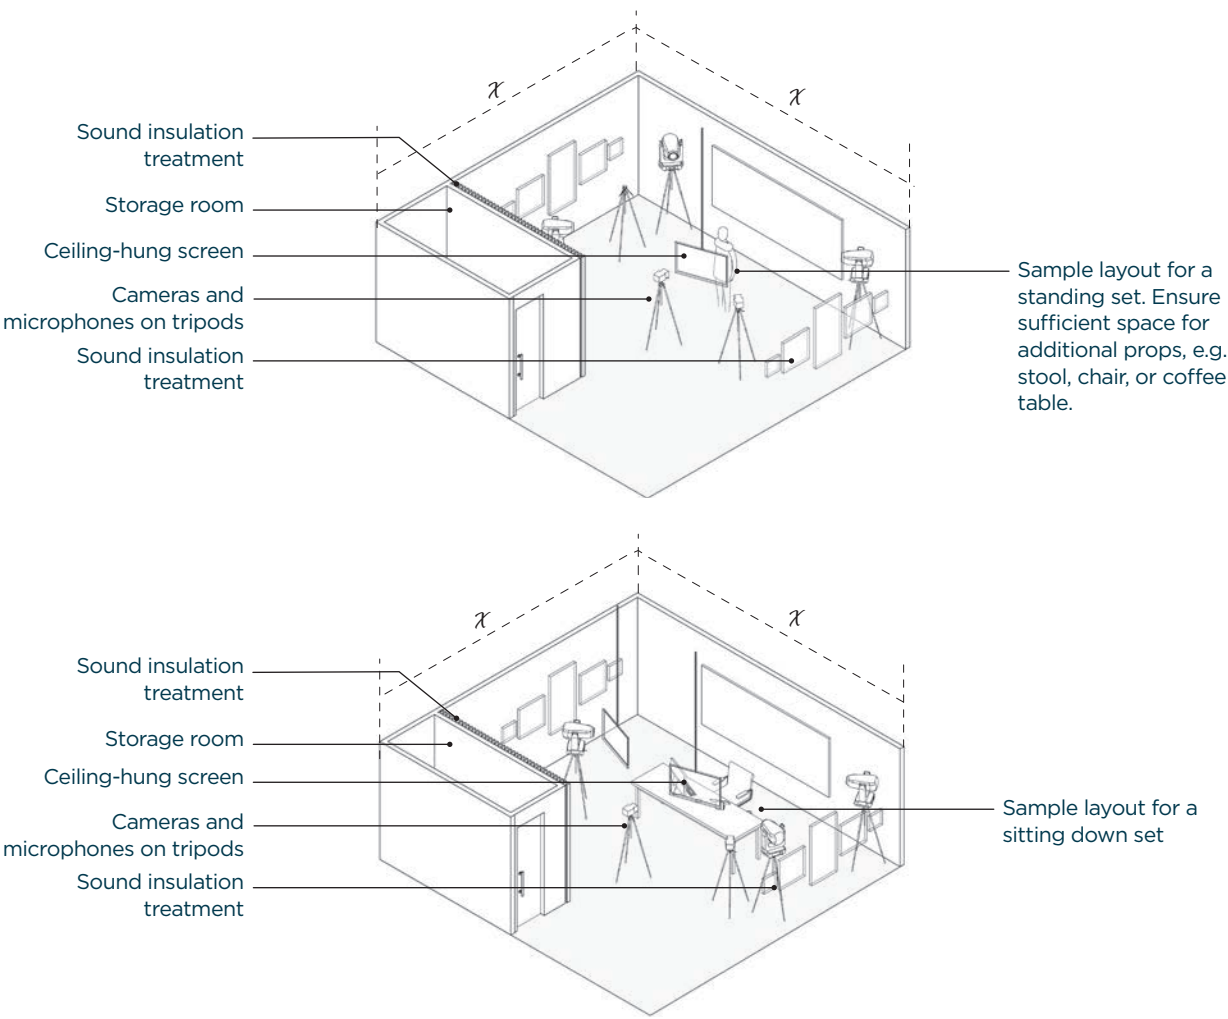 x
x
Sound insulation
treatment
Storage room
Ceiling-hung screen
Cameras and
microphones on tripods
Sound insulation
treatment
Sample layout for a
standing set. Ensure
sufficient space for
additional props, e.g.
stool, chair, or coffee
table.
x
x
Sound insulation
treatment
Storage room
Ceiling-hung screen
Cameras and
microphones on tripods
Sound insulation
treatment
Sample layout for a
sitting down set